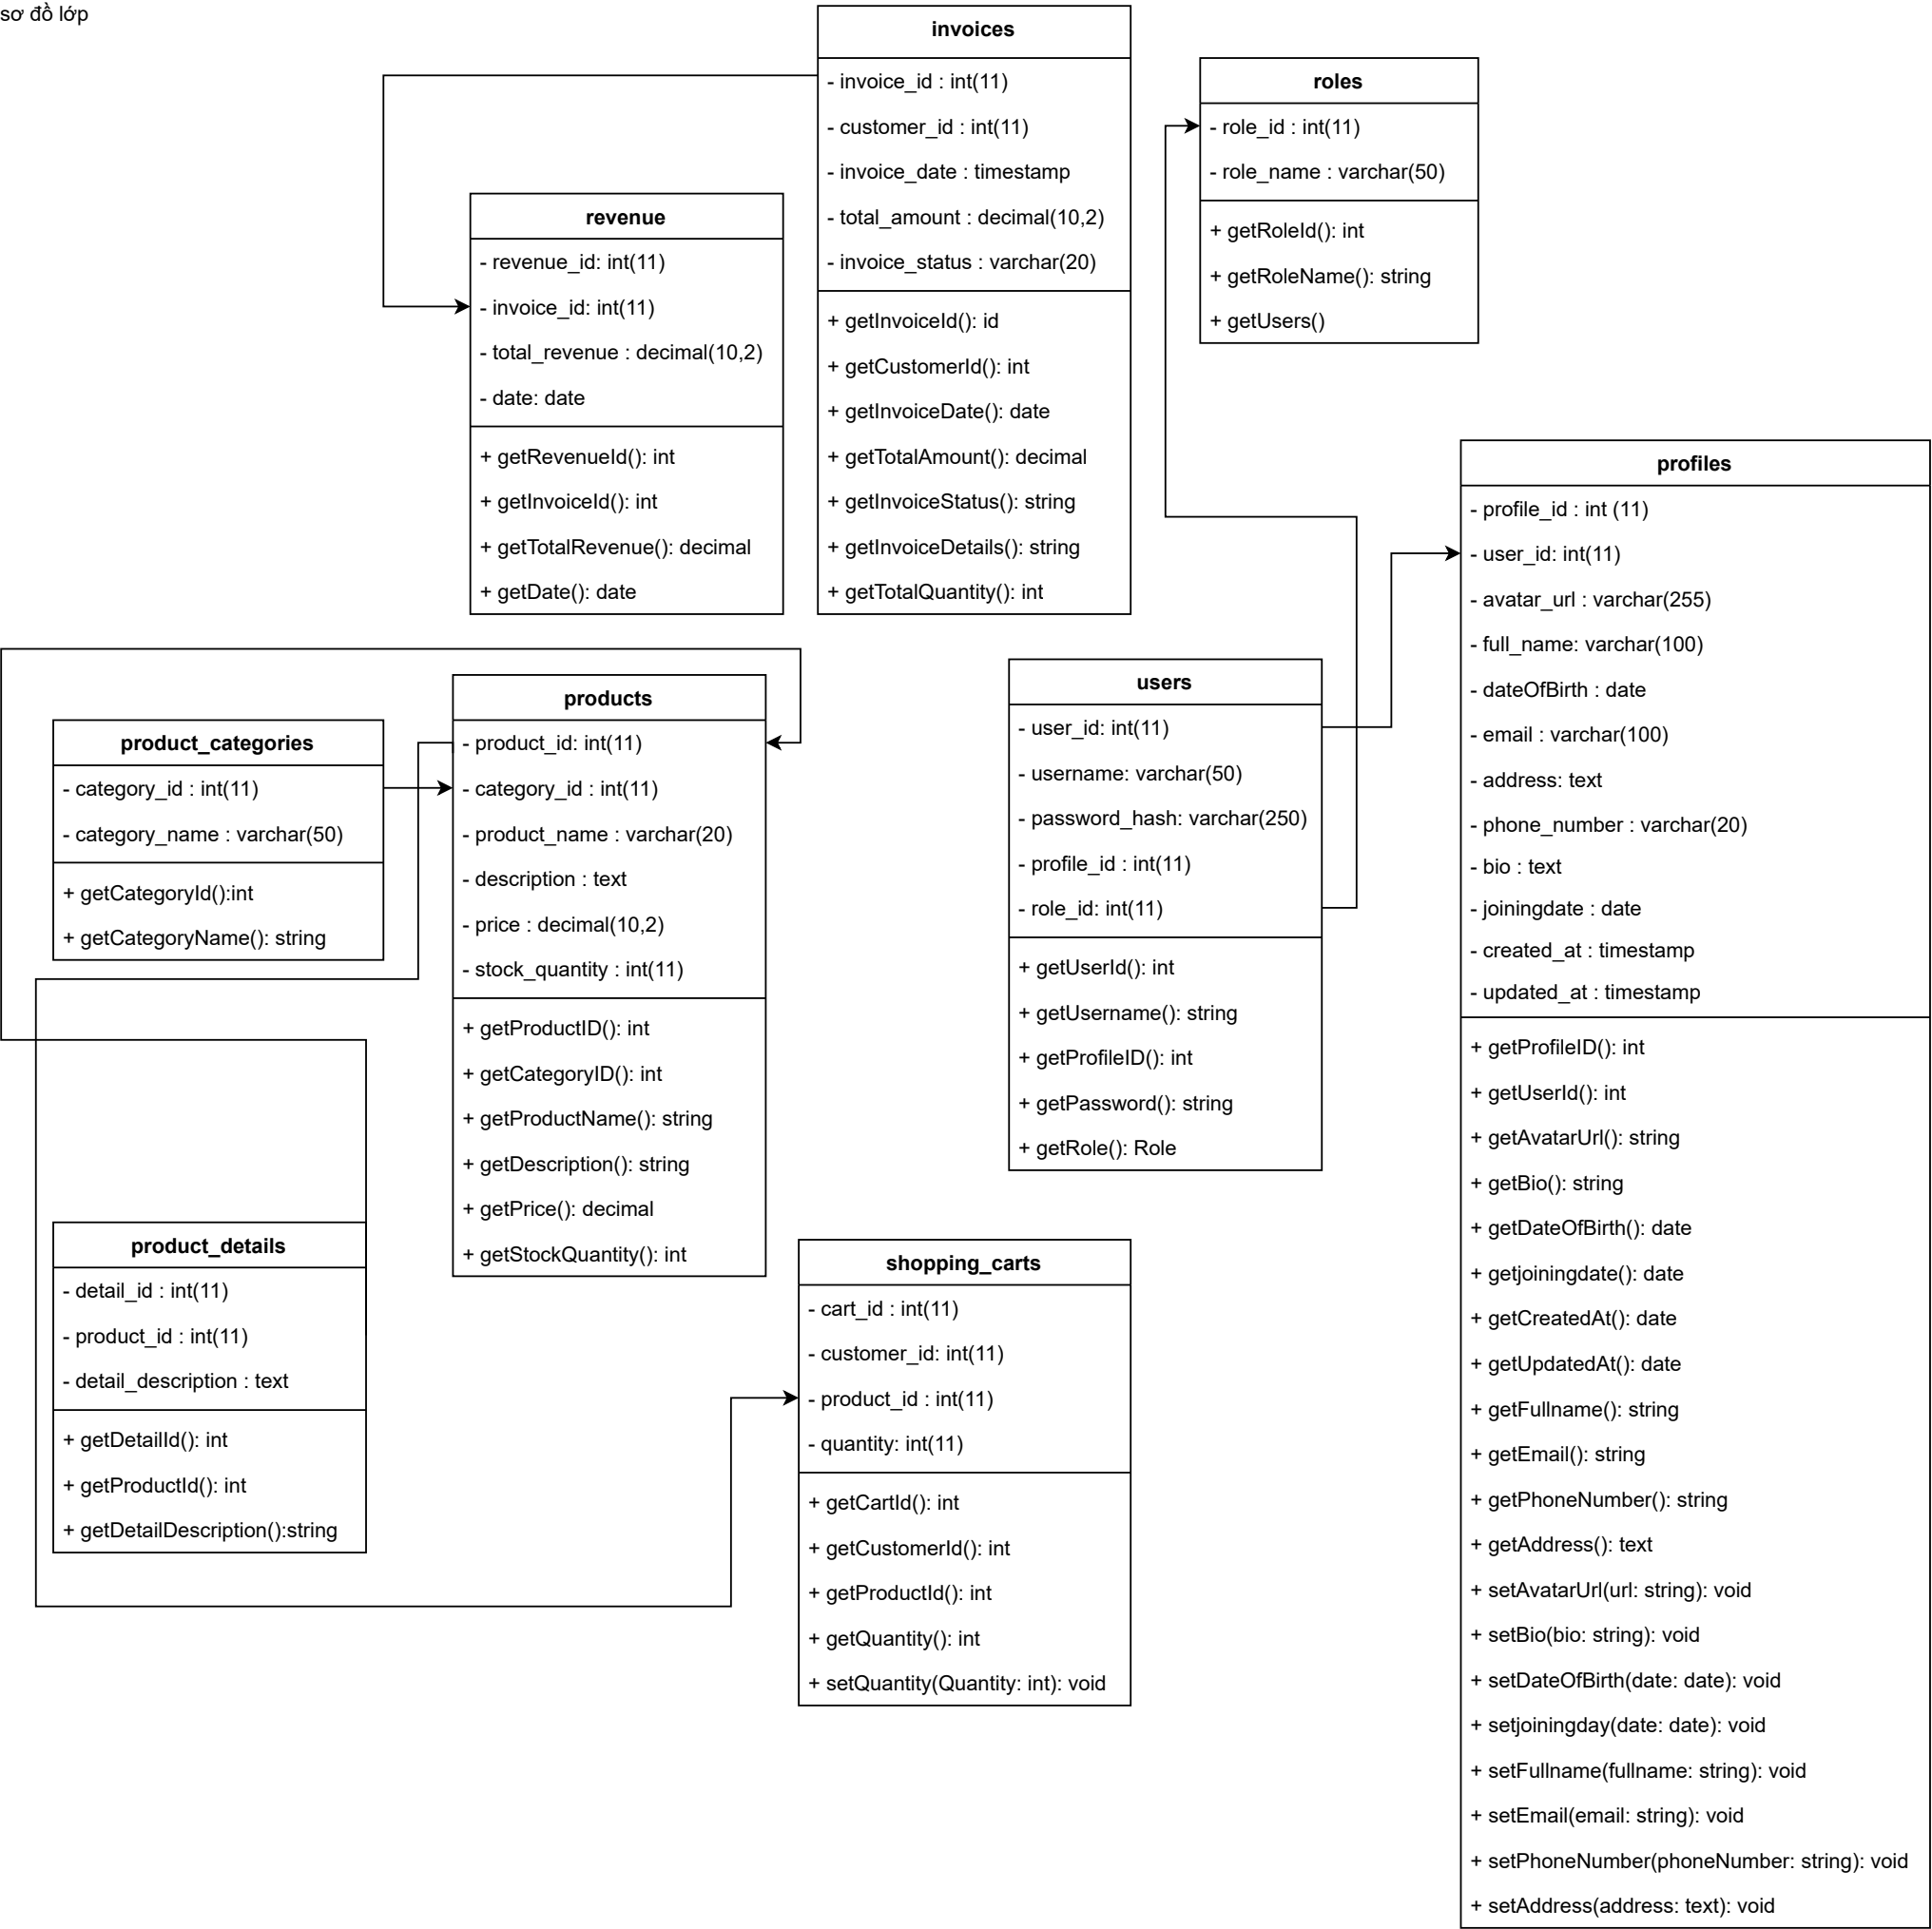 sơ đồ lớp
invoices
- invoice_id : int(11)
- customer_id : int(11)
- invoice_date : timestamp
- total_amount : decimal(10,2)
- invoice_status : varchar(20)
+ getInvoiceId(): id
+ getCustomerId(): int
+ getInvoiceDate(): date
+ getTotalAmount(): decimal
+ getInvoiceStatus(): string
+ getInvoiceDetails(): string
+ getTotalQuantity(): int
roles
- role_id : int(11)
- role_name : varchar(50)
+ getRoleId(): int
+ getRoleName(): string
+ getUsers()
revenue
- revenue_id: int(11)
- invoice_id: int(11)
- total_revenue : decimal(10,2)
- date: date
+ getRevenueId(): int
+ getInvoiceId(): int
+ getTotalRevenue(): decimal
+ getDate(): date
profiles
- profile_id : int (11)
- user_id: int(11)
- avatar_url : varchar(255)
- full_name: varchar(100)
- dateOfBirth : date
- email : varchar(100)
- address: text
- phone_number : varchar(20)
- bio : text
- joiningdate : date
- created_at : timestamp
- updated_at : timestamp
+ getProfileID(): int
+ getUserId(): int
+ getAvatarUrl(): string
+ getBio(): string
+ getDateOfBirth(): date
+ getjoiningdate(): date
+ getCreatedAt(): date
+ getUpdatedAt(): date
+ getFullname(): string
+ getEmail(): string
+ getPhoneNumber(): string
+ getAddress(): text
+ setAvatarUrl(url: string): void
+ setBio(bio: string): void
+ setDateOfBirth(date: date): void
+ setjoiningday(date: date): void
+ setFullname(fullname: string): void
+ setEmail(email: string): void
+ setPhoneNumber(phoneNumber: string): void
+ setAddress(address: text): void
users
- user_id: int(11)
- username: varchar(50)
- password_hash: varchar(250)
- profile_id : int(11)
- role_id: int(11)
+ getUserId(): int
+ getUsername(): string
+ getProfileID(): int
+ getPassword(): string
+ getRole(): Role
products
- product_id: int(11)
- category_id : int(11)
- product_name : varchar(20)
- description : text
- price : decimal(10,2)
- stock_quantity : int(11)
+ getProductID(): int
+ getCategoryID(): int
+ getProductName(): string
+ getDescription(): string
+ getPrice(): decimal
+ getStockQuantity(): int
product_categories
- category_id : int(11)
- category_name : varchar(50)
+ getCategoryId():int
+ getCategoryName(): string
product_details
- detail_id : int(11)
- product_id : int(11)
- detail_description : text
+ getDetailId(): int
+ getProductId(): int
+ getDetailDescription():string
shopping_carts
- cart_id : int(11)
- customer_id: int(11)
- product_id : int(11)
- quantity: int(11)
+ getCartId(): int
+ getCustomerId(): int
+ getProductId(): int
+ getQuantity(): int
+ setQuantity(Quantity: int): void